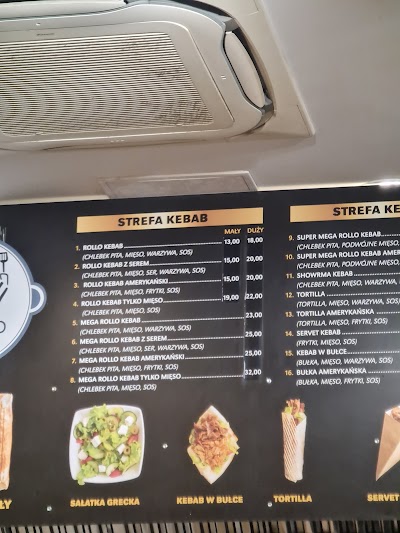 STREFA KEBAB
MAŁY DUŻY
1. ROLLO KEBAB 13,00 18,00
(CHLEBEK PITA, MIĘSO, WARZYWA, SOS)
2. ROLLO KEBAB Z SEREM 15,00 20,00
(CHLEBEK PITA, MIĘSO, SER, WARZYWA, SOS)
3. ROLLO KEBAB AMERYKAŃSKI 15,00 20,00
(CHLEBEK PITA, MIĘSO, FRYTKI, SOS)
4. ROLLO KEBAB TYLKO MIĘSO 19,00 22,00
(CHLEBEK PITA, MIĘSO, SOS)
5. MEGA ROLLO KEBAB 23,00
(CHLEBEK PITA, MIĘSO, WARZYWA, SOS)
6. MEGA ROLLO KEBAB Z SEREM 25,00
(CHLEBEK PITA, MIĘSO, SER, WARZYWA, SOS)
7. MEGA ROLLO KEBAB AMERYKAŃSKI 25,00
(CHLEBEK PITA, MIĘSO, FRYTKI, SOS)
8. MEGA ROLLO KEBAB TYLKO MIĘSO 32,00
(CHLEBEK PITA, MIĘSO, SOS)
STREFA KE
9. SUPER MEGA ROLLO KEBAB
(CHLEBEK PITA, PODWÓJNE MIĘSO,
10. SUPER MEGA ROLLO KEBAB AMER
(CHLEBEK PITA, PODWÓJNE MIĘSO,
11. SHOWRMA KEBAB
(CHLEBEK PITA, MIĘSO, WARZYWA, SOS)
12. TORTILLA
(TORTILLA, MIĘSO, WARZYWA, SOS)
13. TORTILLA AMERYKAŃSKA
(TORTILLA, MIĘSO, FRYTKI, SOS)
14. SERVET KEBAB
(FRYTKI, MIĘSO, SOS)
15. KEBAB W BUŁCE
(BUŁKA, MIĘSO, WARZYWA, SOS)
16. BUŁKA AMERYKAŃSKA
(BUŁKA, MIĘSO, FRYTKI, SOS)
ŁY
SAŁATKA GRECKA
KEBAB W BUŁCE
TORTILLA
SERVET